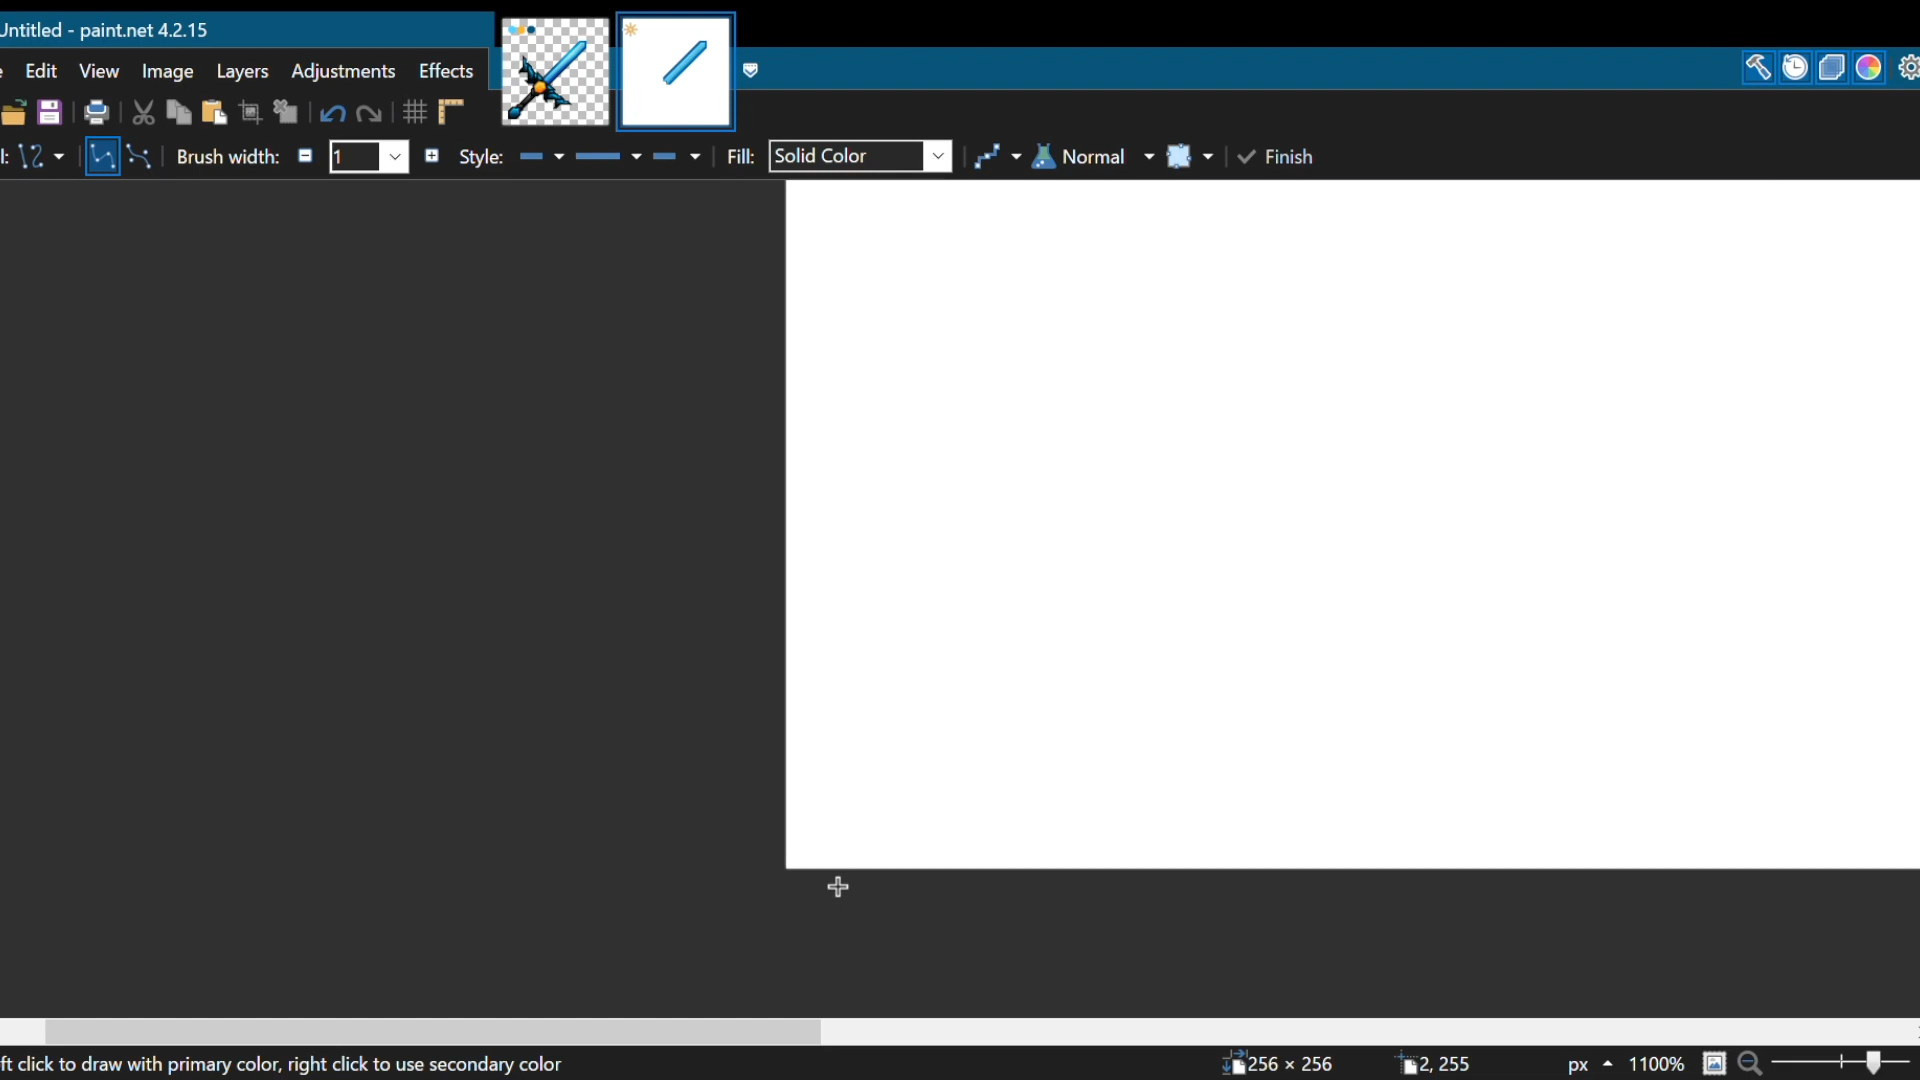 Untitled - paint.net 4.2.15
Edit View Image Layers Adjustments Effects
Brush width: 1 Style: Fill: Solid Color Normal Finish
ft click to draw with primary color, right click to use secondary color 256 × 256 2, 255 px 1100%